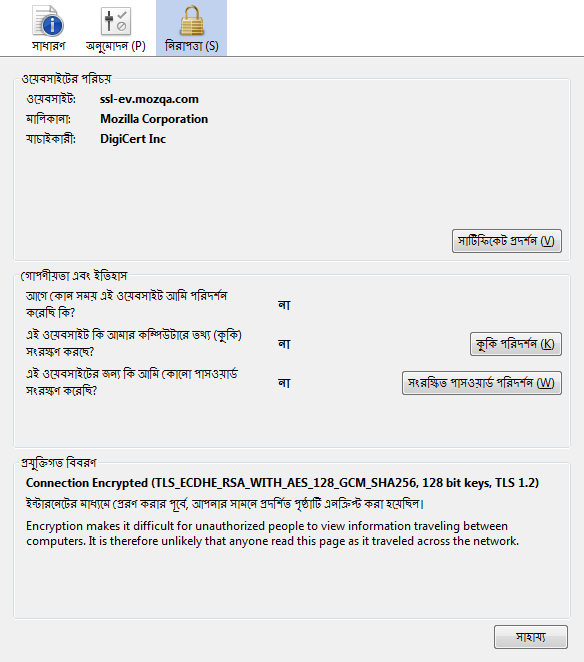 সাধারণ
অনুমোদন (P)
নিরাপত্তা (S)
ওয়েবসাইটের পরিচয়
ওয়েবসাইট: ssl-ev.mozqa.com
মালিকানা: Mozilla Corporation
যাচাইকারী: DigiCert Inc
সার্টিফিকেট প্রদর্শন (V)
গোপনীয়তা এবং ইতিহাস
আগে কোন সময় এই ওয়েবসাইট আমি পরিদর্শন
করেছি কি?
না
এই ওয়েবসাইট কি আমার কম্পিউটারে তথ্য (কুকি)
সংরক্ষণ করছে?
না
কুকি পরিদর্শন (K)
এই ওয়েবসাইটের জন্য কি আমি কোনো পাসওয়ার্ড
সংরক্ষণ করেছি?
না
সংরক্ষিত পাসওয়ার্ড পরিদর্শন (W)
প্রযুক্তিগত বিবরণ
Connection Encrypted (TLS_ECDHE_RSA_WITH_AES_128_GCM_SHA256, 128 bit keys, TLS 1.2)
ইন্টারনেটের মাধ্যমে প্রেরণ করার পূর্বে, আপনার সামনে প্রদর্শিত পৃষ্ঠাটি এনক্রিপ্ট করা হয়েছিল।
Encryption makes it difficult for unauthorized people to view information traveling between
computers. It is therefore unlikely that anyone read this page as it traveled across the network.
সাহায্য